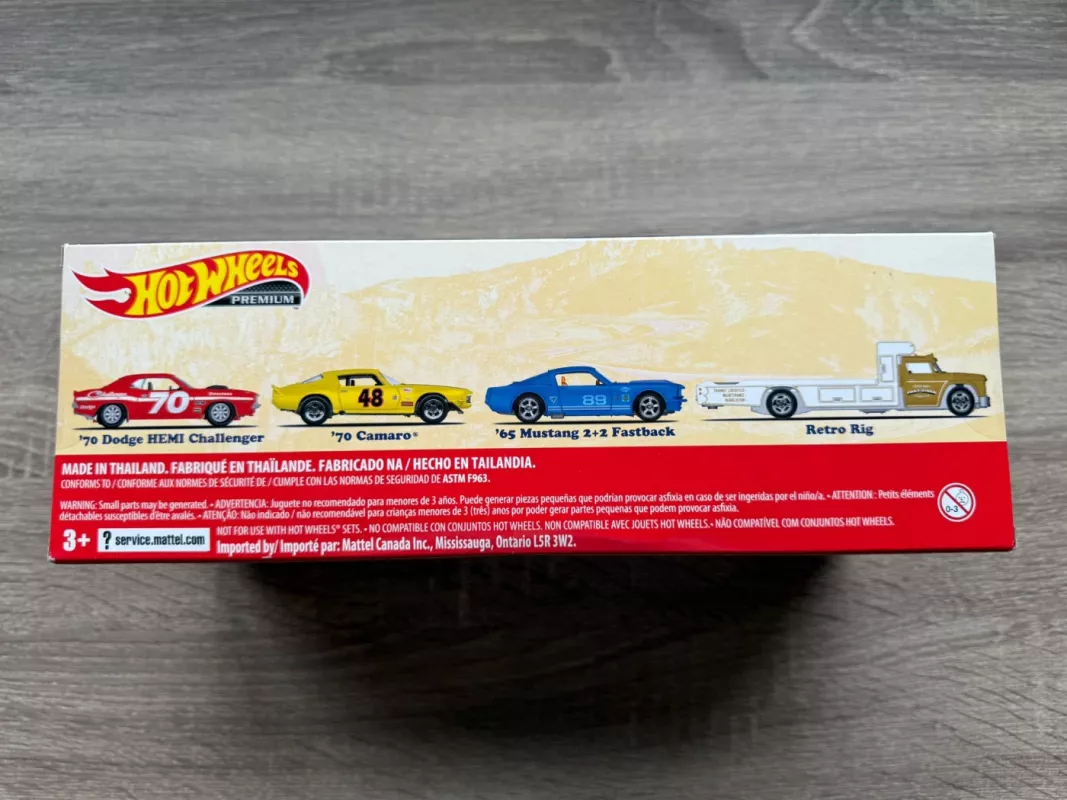 HOT WHEELS
PREMIUM
Challenger
70
48
89
'70 Dodge HEMI Challenger
'70 Camaro®
'65 Mustang 2+2 Fastback
Retro Rig
MADE IN THAILAND. FABRIQUÉ EN THAÏLANDE. FABRICADO NA / HECHO EN TAILANDIA.
CONFORMS TO / CONFORME AUX NORMES DE SÉCURITÉ DE / CUMPLE CON LAS NORMAS DE SEGURIDAD DE ASTM F963.
WARNING: Small parts may be generated. - ADVERTENCIA: Juguete no recomendado para menores de 3 años. Puede generar piezas pequeñas que podrían provocar asfixia en caso de ser ingeridas por el niño/a. - ATTENTION : Petits éléments
détachables susceptibles d'être avalés. - ATENÇÃO: Não indicado / não recomendável para crianças menores de 3 (três) anos por poder gerar partes pequenas que podem provocar asfixia.
0-3
NOT FOR USE WITH HOT WHEELS® SETS. - NO COMPATIBLE CON CONJUNTOS HOT WHEELS. NON COMPATIBLE AVEC JOUETS HOT WHEELS. - NÃO COMPATÍVEL COM CONJUNTOS HOT WHEELS.
3+ ? service.mattel.com
Imported by/ Importé par: Mattel Canada Inc., Mississauga, Ontario L5R 3W2.